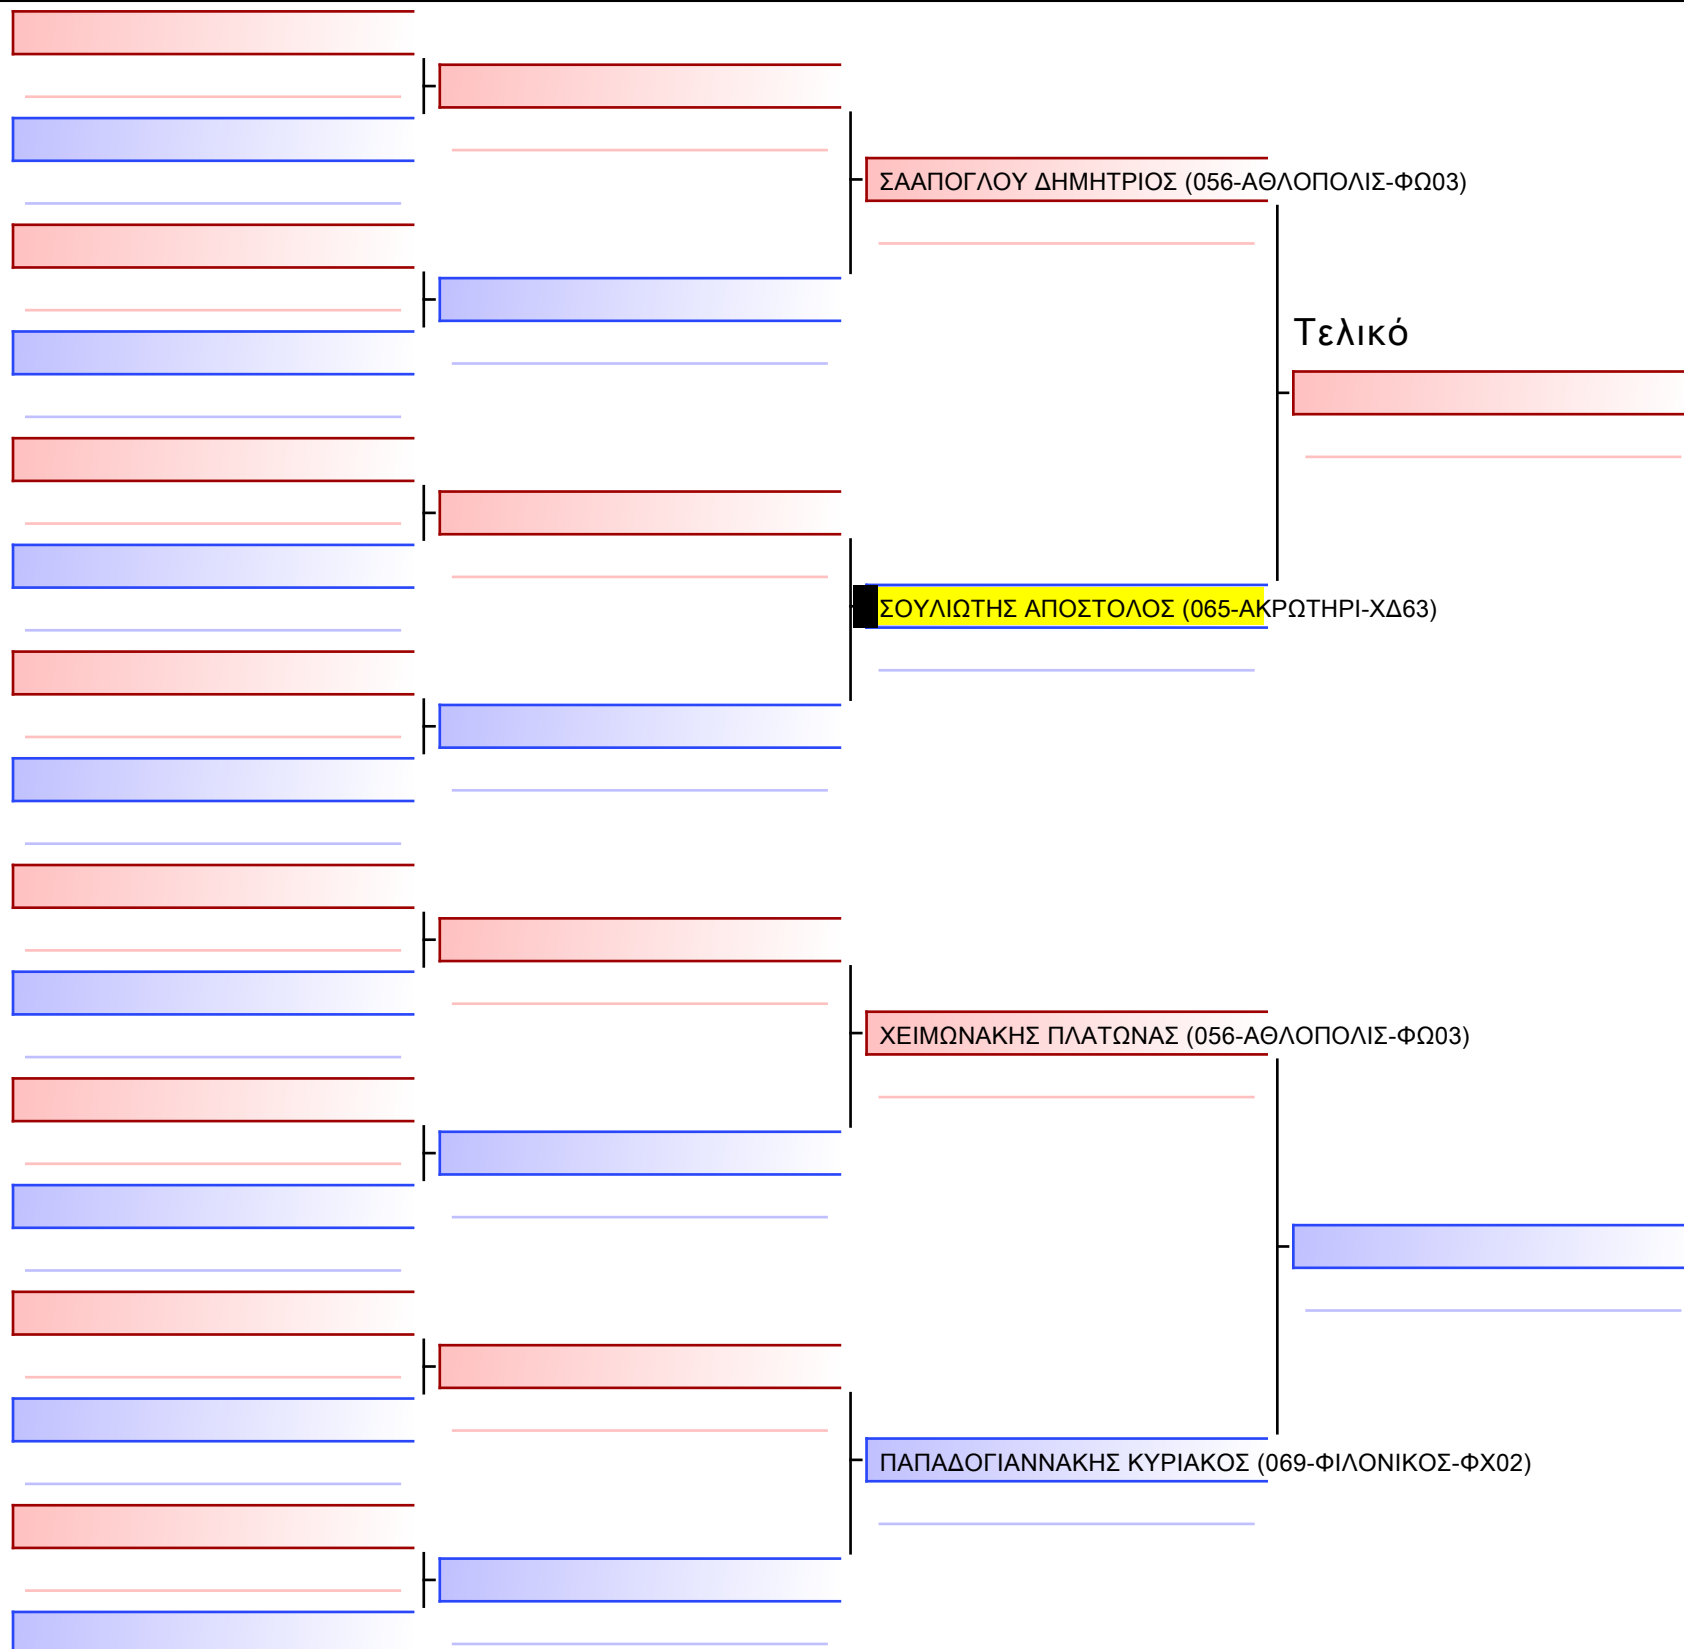 ΣΑΑΠΟΓΛΟΥ ΔΗΜΗΤΡΙΟΣ (056-ΑΘΛΟΠΟΛΙΣ-ΦΩ03)
Τελικό
ΣΟΥΛΙΩΤΗΣ ΑΠΟΣΤΟΛΟΣ (065-ΑΚΡΩΤΗΡΙ-ΧΔ63)
ΧΕΙΜΩΝΑΚΗΣ ΠΛΑΤΩΝΑΣ (056-ΑΘΛΟΠΟΛΙΣ-ΦΩ03)
ΠΑΠΑΔΟΓΙΑΝΝΑΚΗΣ ΚΥΡΙΑΚΟΣ (069-ΦΙΛΟΝΙΚΟΣ-ΦΧ02)